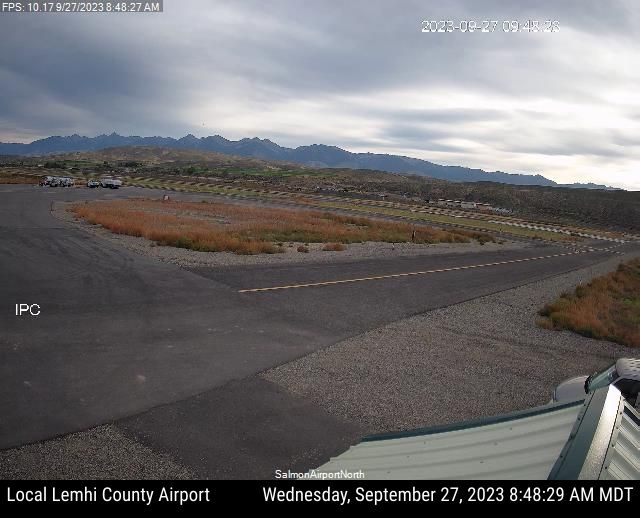 FPS: 10.17 9/27/2023 8:48:27 AM
2023-09-27 09:48:28
IPC
SalmonAirportNorth
Local Lemhi County Airport
Wednesday, September 27, 2023 8:48:29 AM MDT